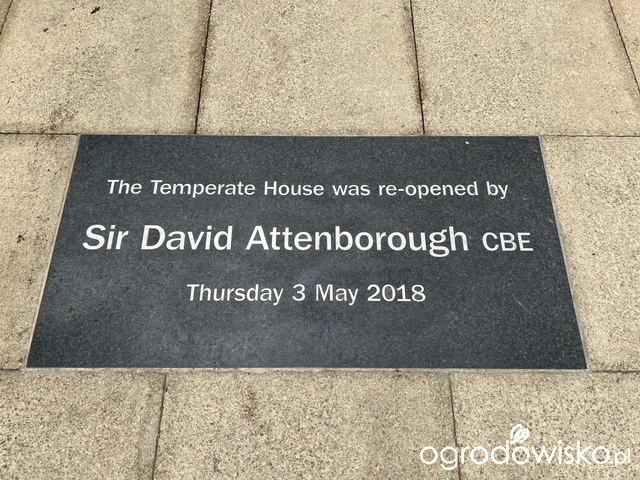 The Temperate House was re-opened by
Sir David Attenborough CBE
Thursday 3 May 2018
ogrodowisko.pl